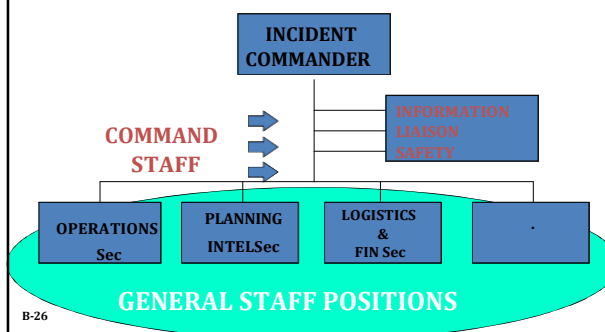 INCIDENT
COMMANDER
INFORMATION
LIAISON
SAFETY
COMMAND
STAFF
OPERATIONS
Sec
PLANNING
INTELSec
LOGISTICS
&
FIN Sec
.
GENERAL STAFF POSITIONS
B-26